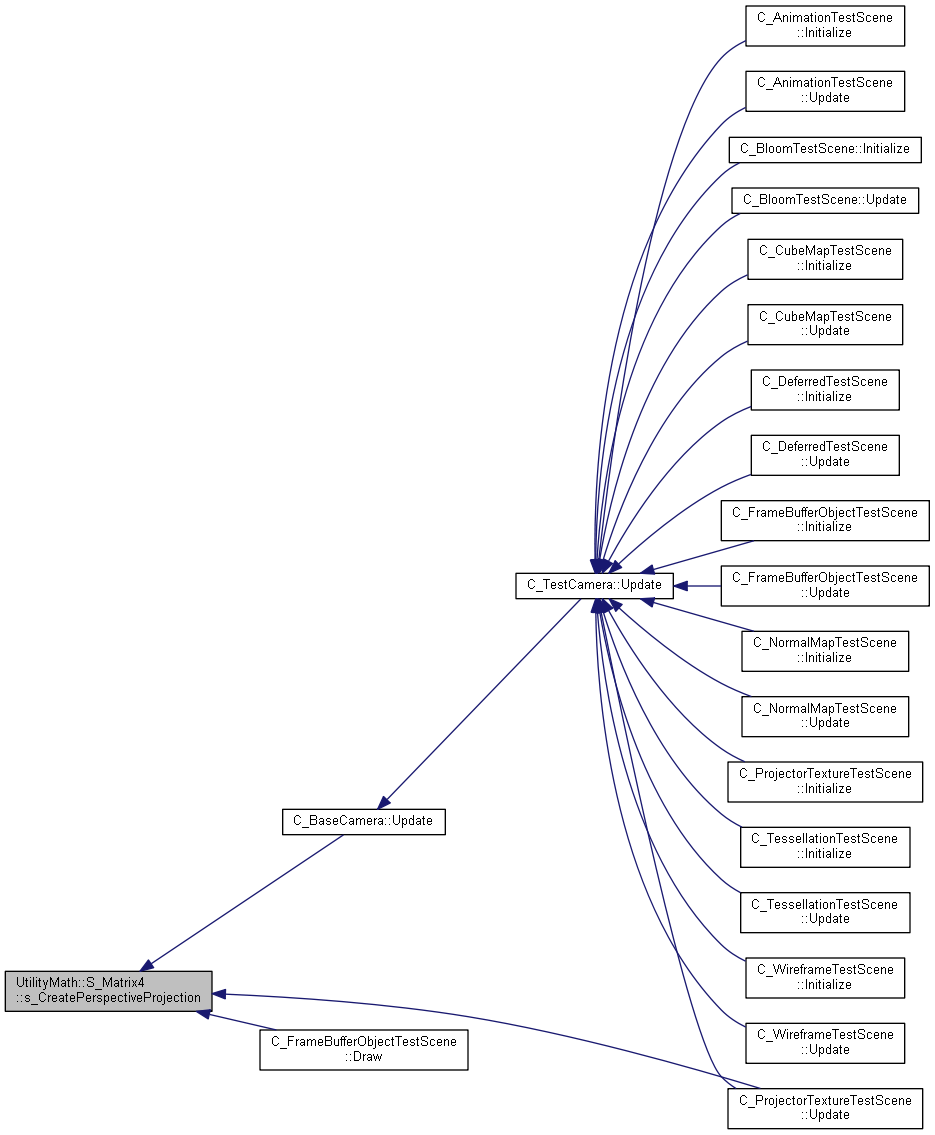 C_AnimationTestScene
::Initialize
C_AnimationTestScene
::Update
C_BloomTestScene::Initialize
C_BloomTestScene::Update
C_CubeMapTestScene
::Initialize
C_CubeMapTestScene
::Update
C_DeferredTestScene
::Initialize
C_DeferredTestScene
::Update
C_FrameBufferObjectTestScene
::Initialize
C_TestCamera::Update
C_FrameBufferObjectTestScene
::Update
C_NormalMapTestScene
::Initialize
C_NormalMapTestScene
::Update
C_ProjectorTextureTestScene
::Initialize
C_BaseCamera::Update
C_TessellationTestScene
::Initialize
C_TessellationTestScene
::Update
C_WireframeTestScene
::Initialize
UtilityMath::S_Matrix4
::s_CreatePerspectiveProjection
C_WireframeTestScene
::Update
C_FrameBufferObjectTestScene
::Draw
C_ProjectorTextureTestScene
::Update